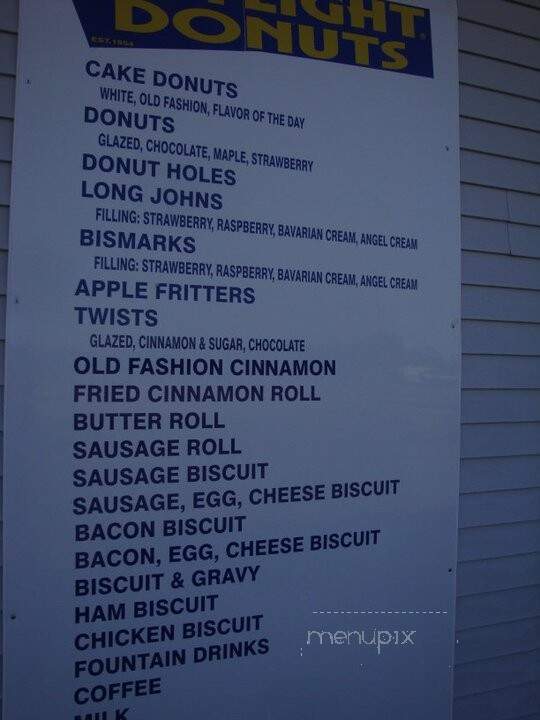 LIGHT
DONUTS
EST. 1954
CAKE DONUTS
WHITE, OLD FASHION, FLAVOR OF THE DAY
DONUTS
GLAZED, CHOCOLATE, MAPLE, STRAWBERRY
DONUT HOLES
LONG JOHNS
FILLING: STRAWBERRY, RASPBERRY, BAVARIAN CREAM, ANGEL CREAM
BISMARKS
FILLING: STRAWBERRY, RASPBERRY, BAVARIAN CREAM, ANGEL CREAM
APPLE FRITTERS
TWISTS
GLAZED, CINNAMON & SUGAR, CHOCOLATE
OLD FASHION CINNAMON
FRIED CINNAMON ROLL
BUTTER ROLL
SAUSAGE ROLL
SAUSAGE BISCUIT
SAUSAGE, EGG, CHEESE BISCUIT
BACON BISCUIT
BACON, EGG, CHEESE BISCUIT
BISCUIT & GRAVY
HAM BISCUIT
CHICKEN BISCUIT
FOUNTAIN DRINKS
COFFEE
MILK
menupix